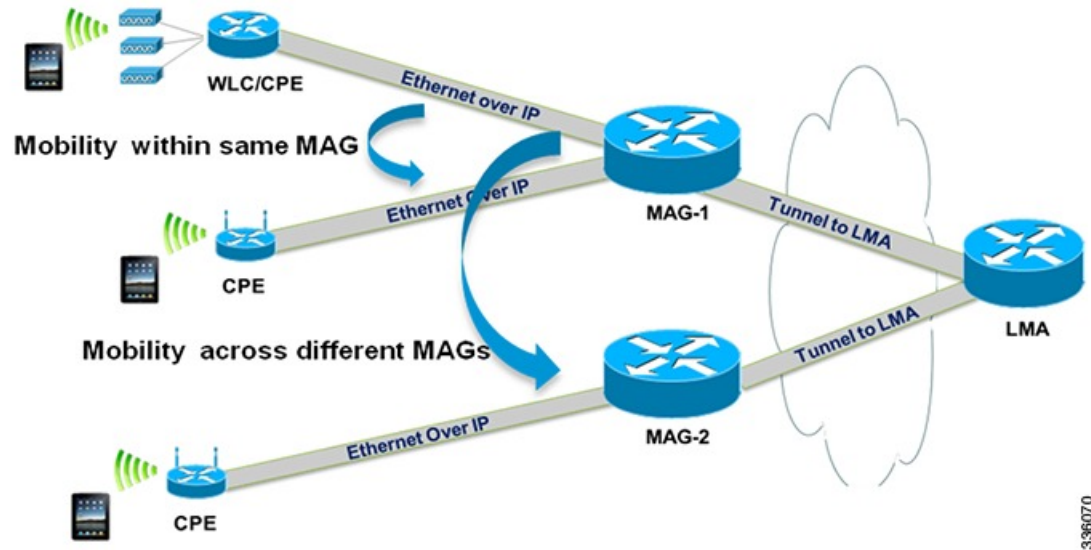 WLC/CPE
Ethernet over IP
Mobility within same MAG
Ethernet Over IP
MAG-1
Tunnel to LMA
CPE
LMA
Mobility across different MAGs
Tunnel to LMA
Ethernet Over IP
MAG-2
CPE
336070